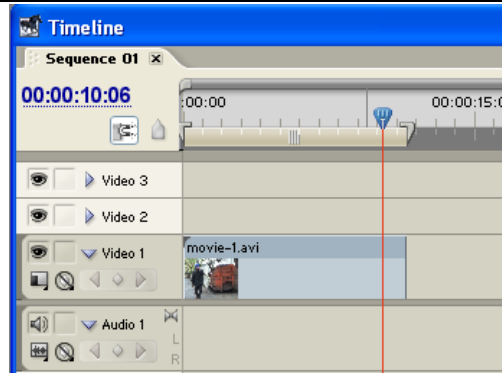 Timeline
Sequence 01
00:00:10:06
:00:00 00:00:15:0
Video 3
Video 2
Video 1
movie-1.avi
Audio 1
L
R